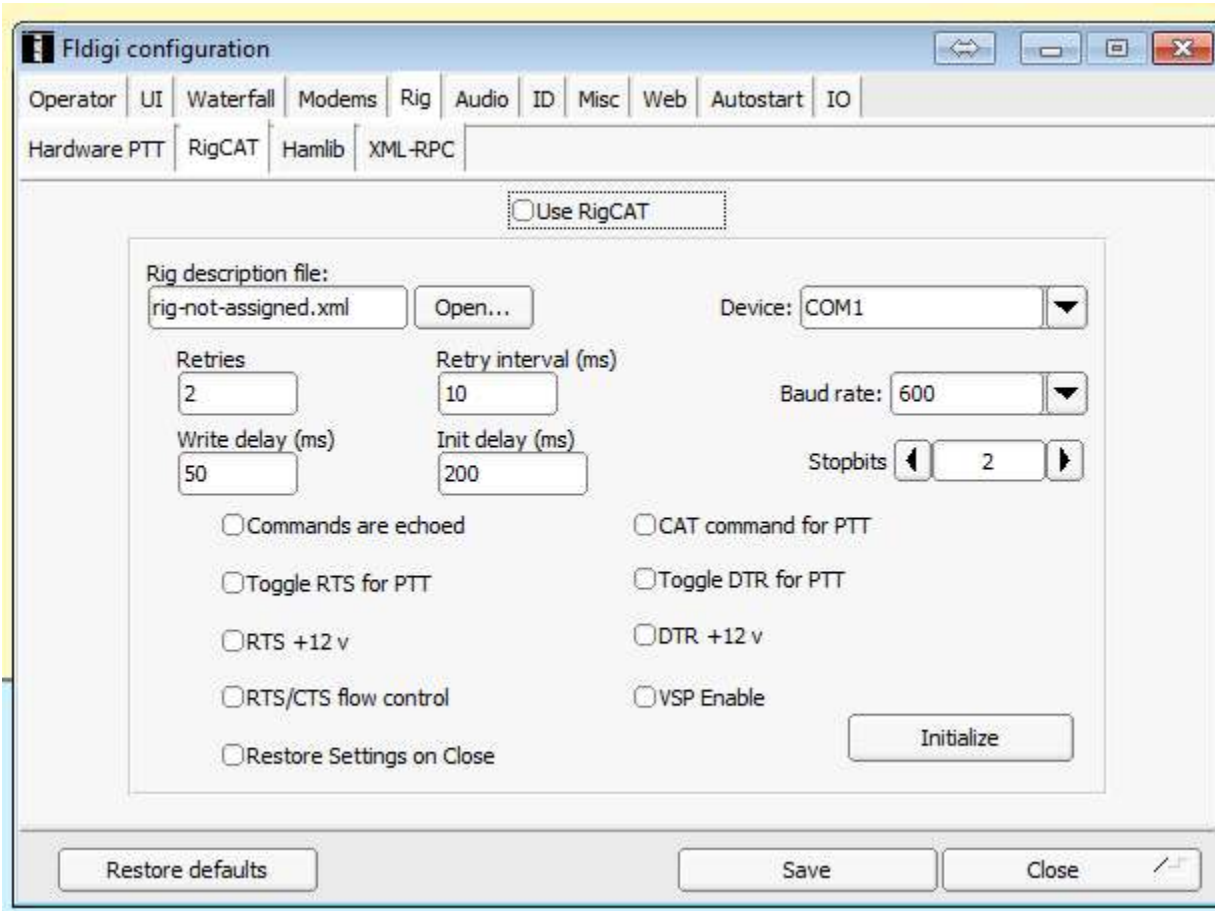 Fldigi configuration
Operator UI Waterfall Modems Rig Audio ID Misc Web Autostart IO
Hardware PTT RigCAT Hamlib XML-RPC
Use RigCAT
Rig description file:
rig-not-assigned.xml Open... Device: COM1
Retries Retry interval (ms)
2 10 Baud rate: 600
Write delay (ms) Init delay (ms)
50 200 Stopbits 2
Commands are echoed CAT command for PTT
Toggle RTS for PTT Toggle DTR for PTT
RTS +12 v DTR +12 v
RTS/CTS flow control VSP Enable
Restore Settings on Close Initialize
Restore defaults Save Close